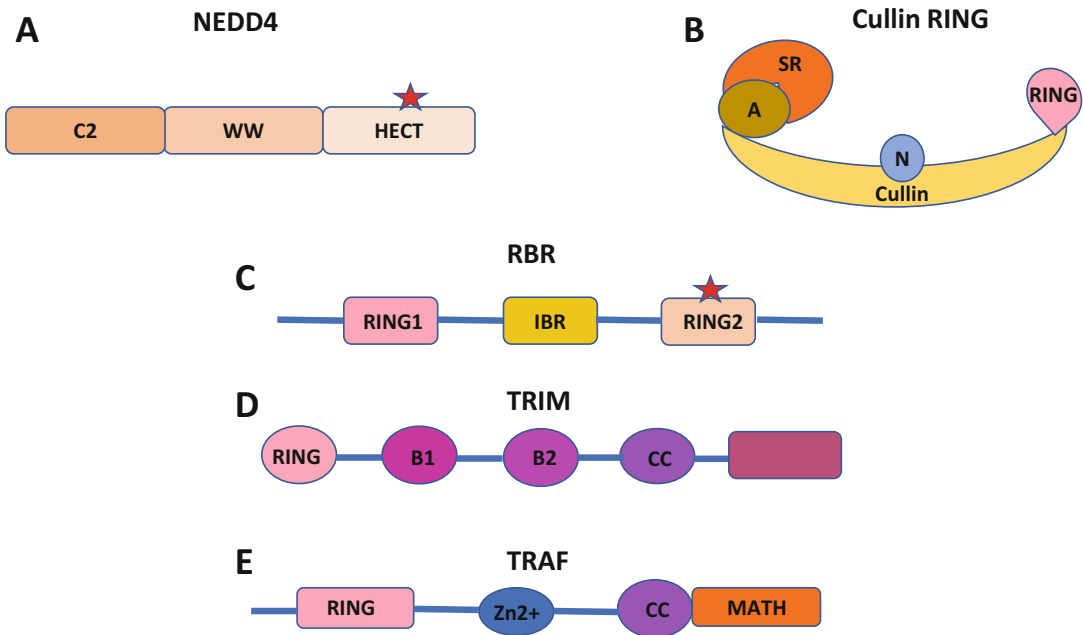 A
NEDD4
C2
WW
HECT
B
Cullin RING
SR
A
RING
N
Cullin
C
RBR
RING1
IBR
RING2
D
TRIM
RING
B1
B2
CC
E
TRAF
RING
Zn2+
CC
MATH